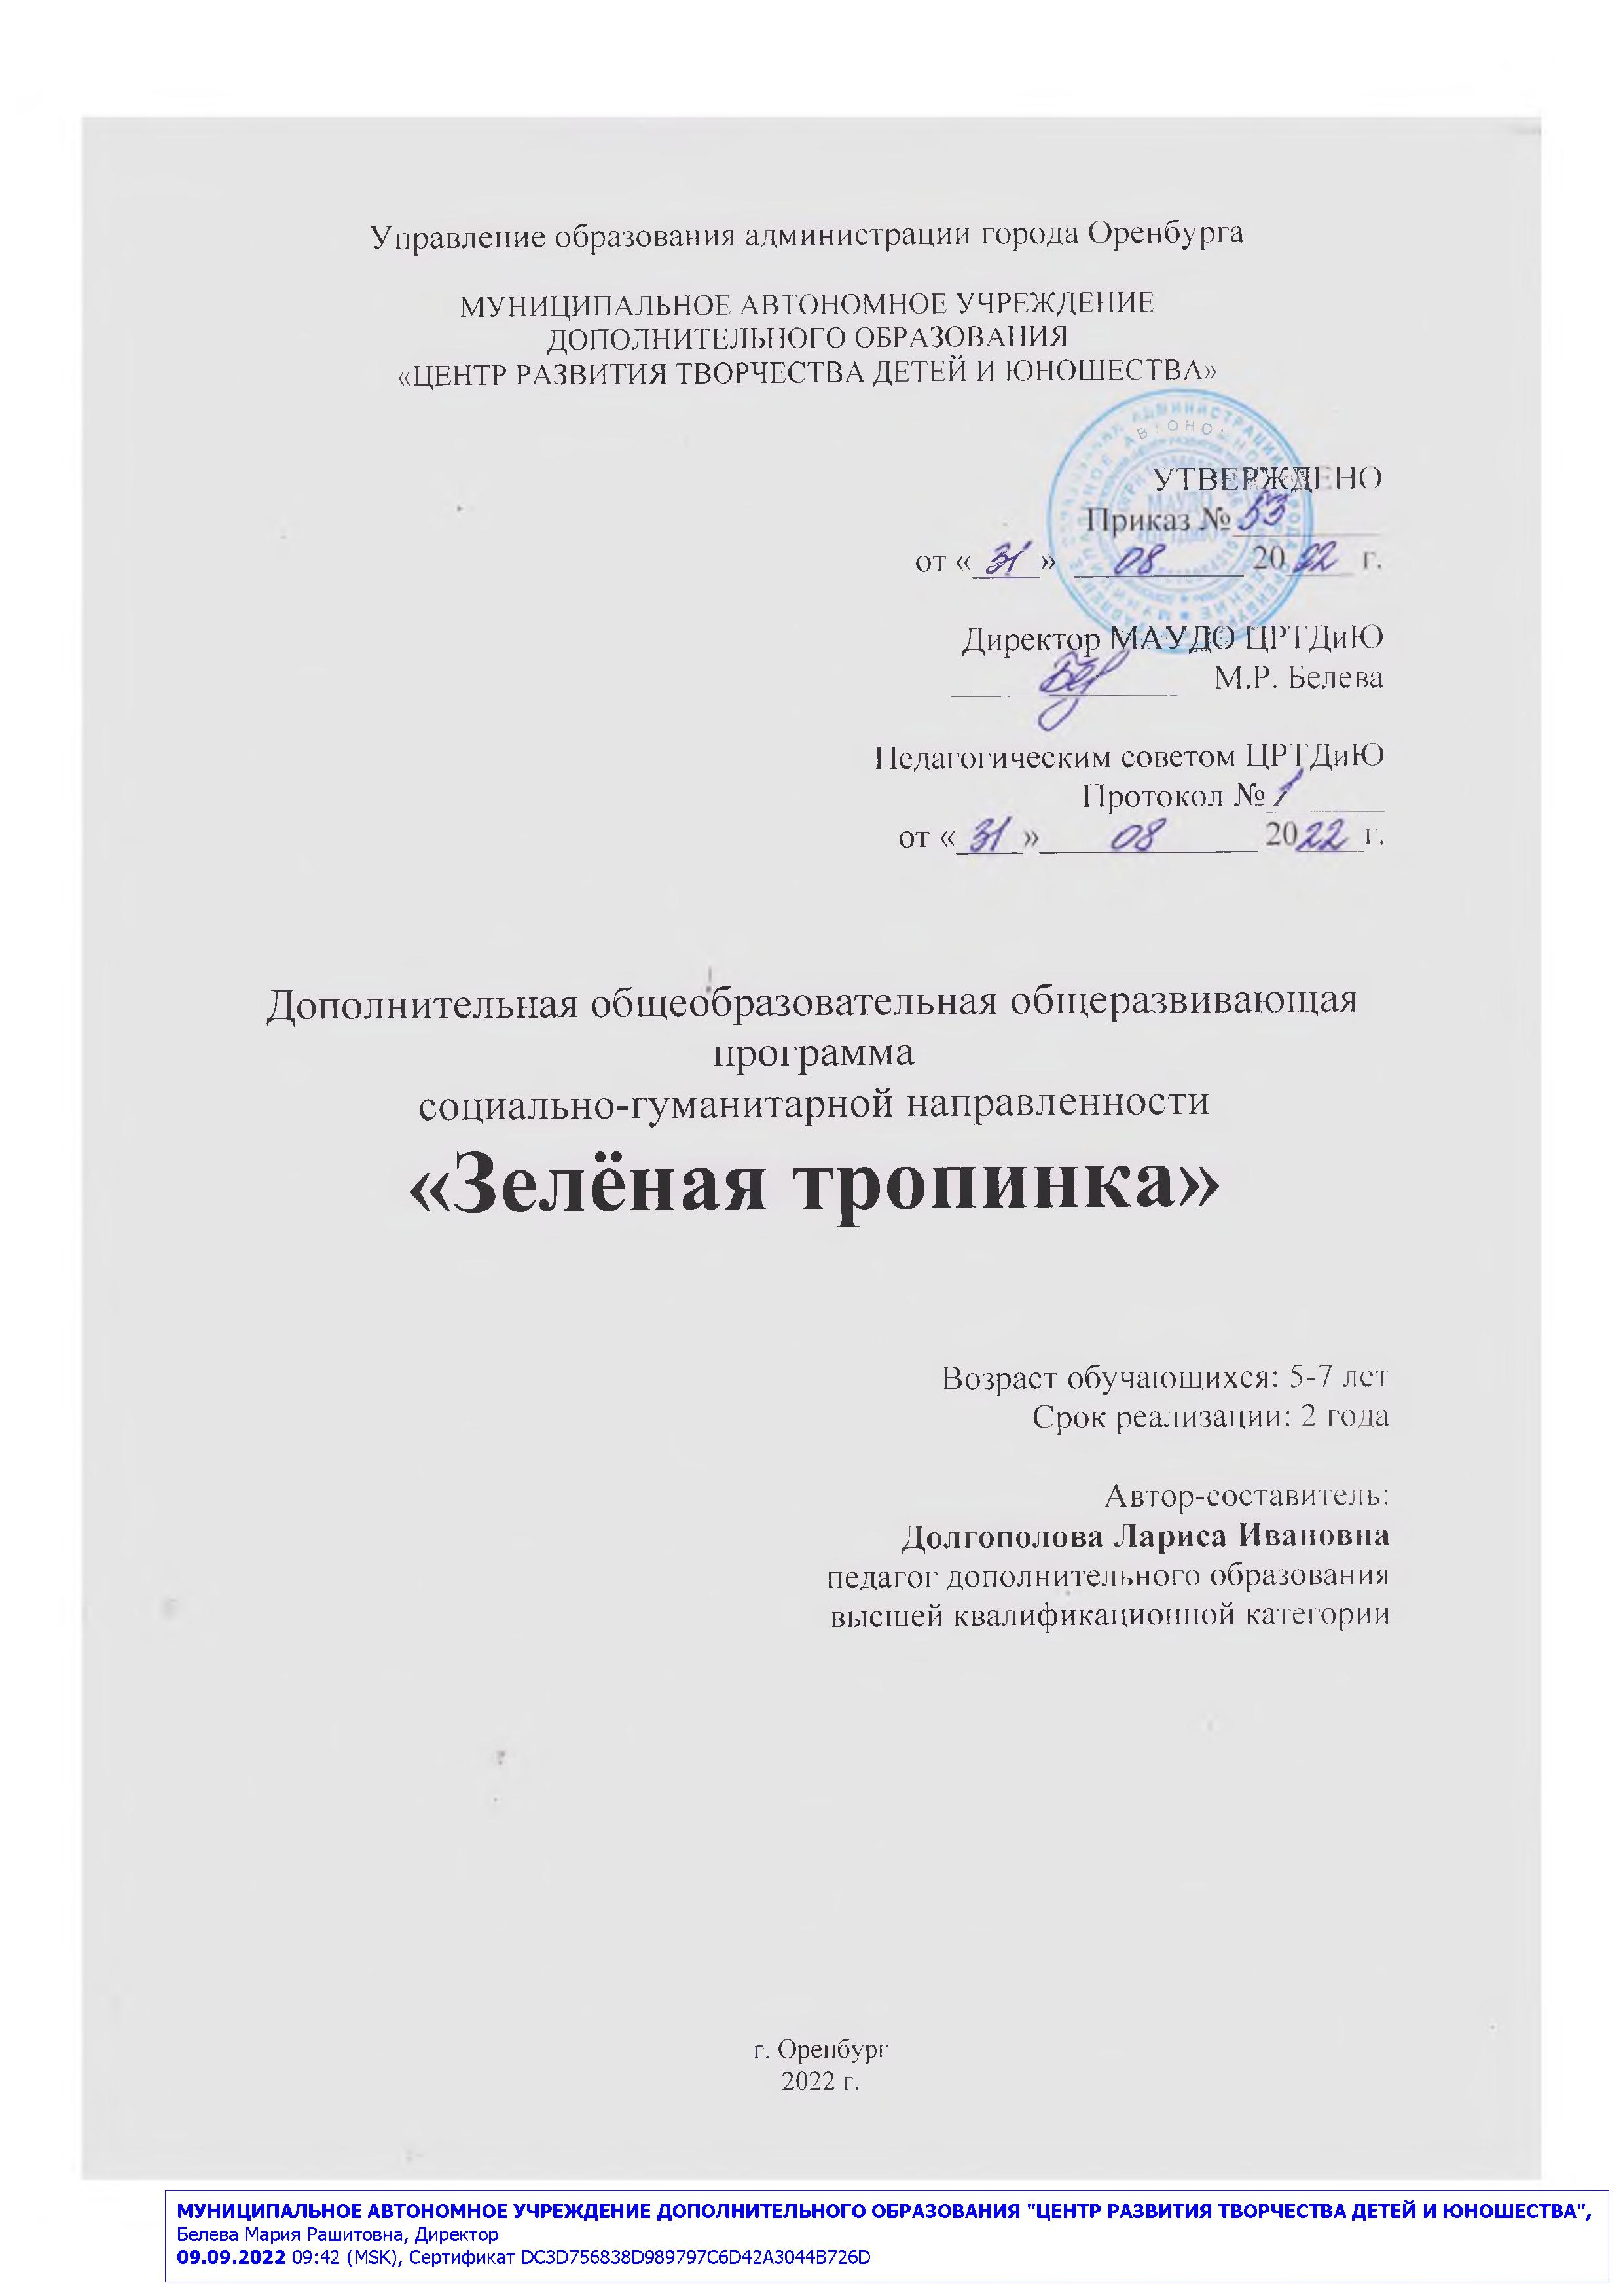 Управление образования администрации города Оренбурга
МУНИЦИПАЛЬНОЕ АВТОНОМНОЕ УЧРЕЖДЕНИЕ
ДОПОЛНИТЕЛЬНОГО ОБРАЗОВАНИЯ
«ЦЕНТР РАЗВИТИЯ ТВОРЧЕСТВА ДЕТЕЙ И ЮНОШЕСТВА»
УТВЕРЖДЕНО
Приказ № 53
от « 31 » 08 2022 г.
Директор МАУДО ЦРТДиЮ
М.Р. Белева
Педагогическим советом ЦРТДиЮ
Протокол № 1
от « 31 » 08 2022 г.
Дополнительная общеобразовательная общеразвивающая
программа
социально-гуманитарной направленности
«Зелёная тропинка»
Возраст обучающихся: 5-7 лет
Срок реализации: 2 года
Автор-составитель:
Долгополова Лариса Ивановна
педагог дополнительного образования
высшей квалификационной категории
г. Оренбург
2022 г.
МУНИЦИПАЛЬНОЕ АВТОНОМНОЕ УЧРЕЖДЕНИЕ ДОПОЛНИТЕЛЬНОГО ОБРАЗОВАНИЯ "ЦЕНТР РАЗВИТИЯ ТВОРЧЕСТВА ДЕТЕЙ И ЮНОШЕСТВА",
Белева Мария Рашитовна, Директор
09.09.2022 09:42 (MSK), Сертификат DC3D756838D989797C6D42A3044B726D